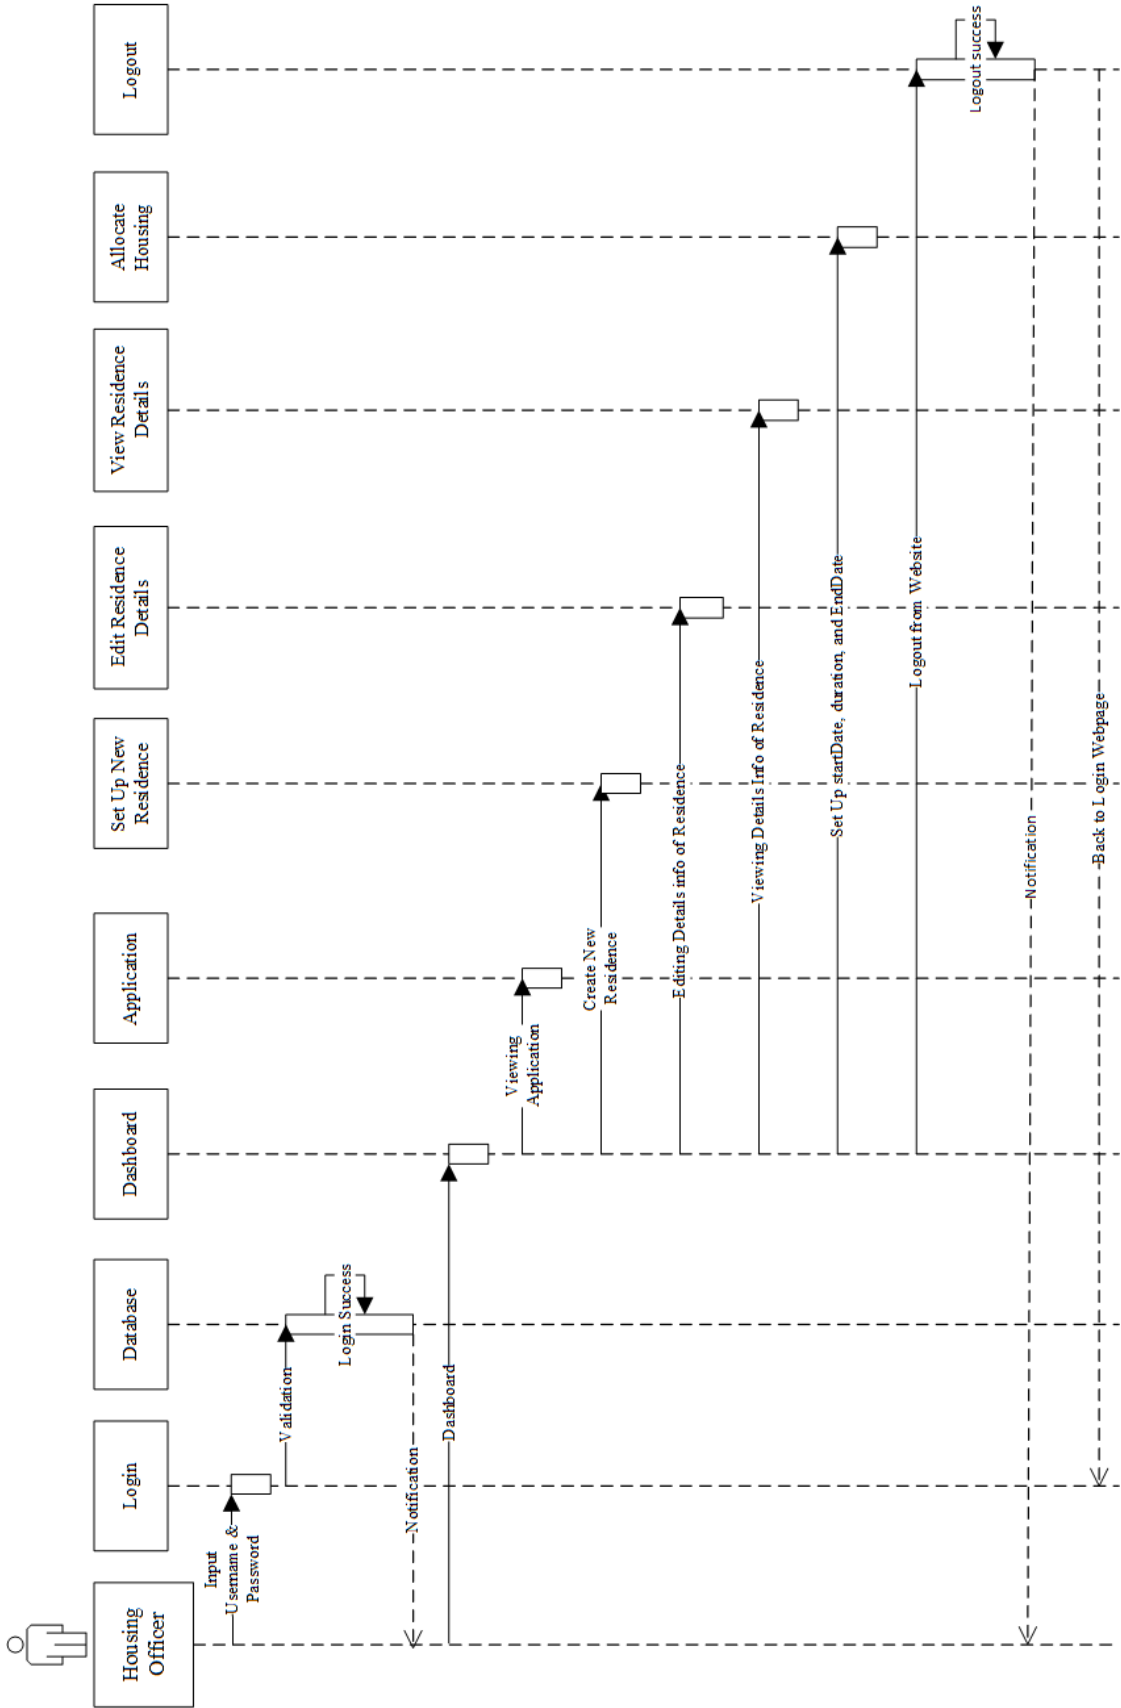 Housing
Officer
Login
Database
Dashboard
Application
Set Up New
Residence
Edit Residence
Details
View Residence
Details
Allocate
Housing
Logout
Input
Username &
Password
Validation
Login Success
Notification
Dashboard
Viewing
Application
Create New
Residence
Editing Details info of Residence
Viewing Details Info of Residence
Set Up startDate, duration, and EndDate
Logout from Website
Logout success
Notification
Back to Login Webpage